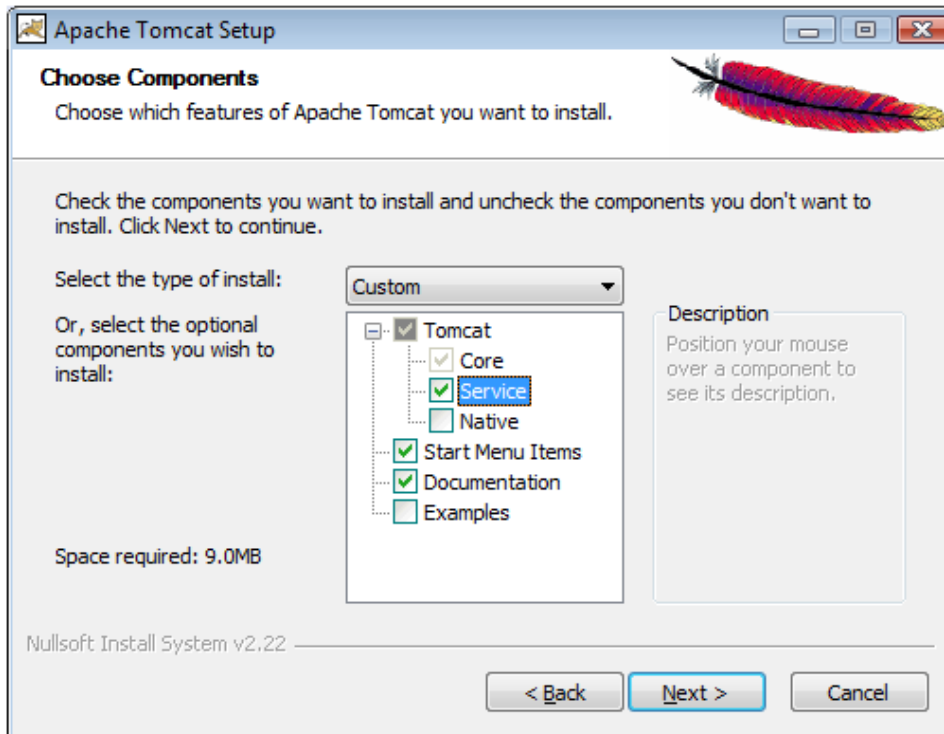 Apache Tomcat Setup
Choose Components
Choose which features of Apache Tomcat you want to install.
Check the components you want to install and uncheck the components you don't want to
install. Click Next to continue.
Select the type of install:
Custom
Or, select the optional
components you wish to
install:
Tomcat
Core
Service
Native
Start Menu Items
Documentation
Examples
Description
Position your mouse
over a component to
see its description.
Space required: 9.0MB
Nullsoft Install System v2.22
< Back
Next >
Cancel